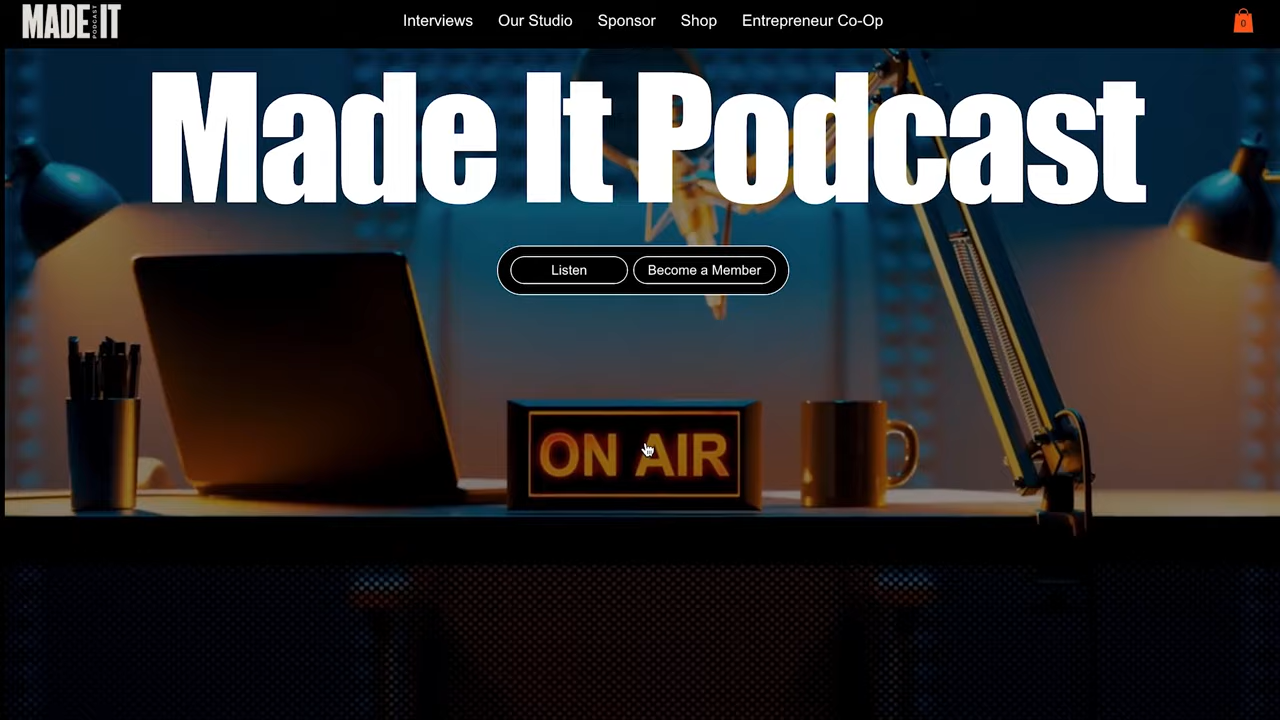 MADE IT PODCAST
Interviews Our Studio Sponsor Shop Entrepreneur Co-Op
0
Made It Podcast
Listen Become a Member
ON AIR